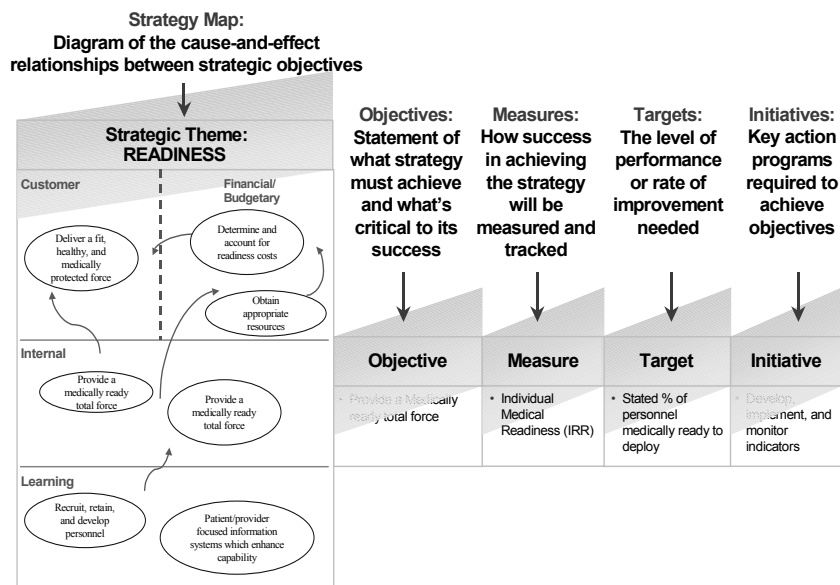 Strategy Map:
Diagram of the cause-and-effect
relationships between strategic objectives
Strategic Theme:
READINESS
Customer
Financial/
Budgetary
Deliver a fit,
healthy, and
medically
protected force
Determine and
account for
readiness costs
Obtain
appropriate
resources
Internal
Provide a
medically ready
total force
Provide a
medically ready
total force
Learning
Recruit, retain,
and develop
personnel
Patient/provider
focused information
systems which enhance
capability
Objectives:
Statement of
what strategy
must achieve
and what's
critical to its
success
Objective
• Provide a Medically
ready total force
Measures:
How success
in achieving
the strategy
will be
measured and
tracked
Measure
• Individual
Medical
Readiness (IRR)
Targets:
The level of
performance
or rate of
improvement
needed
Target
• Stated % of
personnel
medically ready to
deploy
Initiatives:
Key action
programs
required to
achieve
objectives
Initiative
• Develop,
implement, and
monitor
indicators